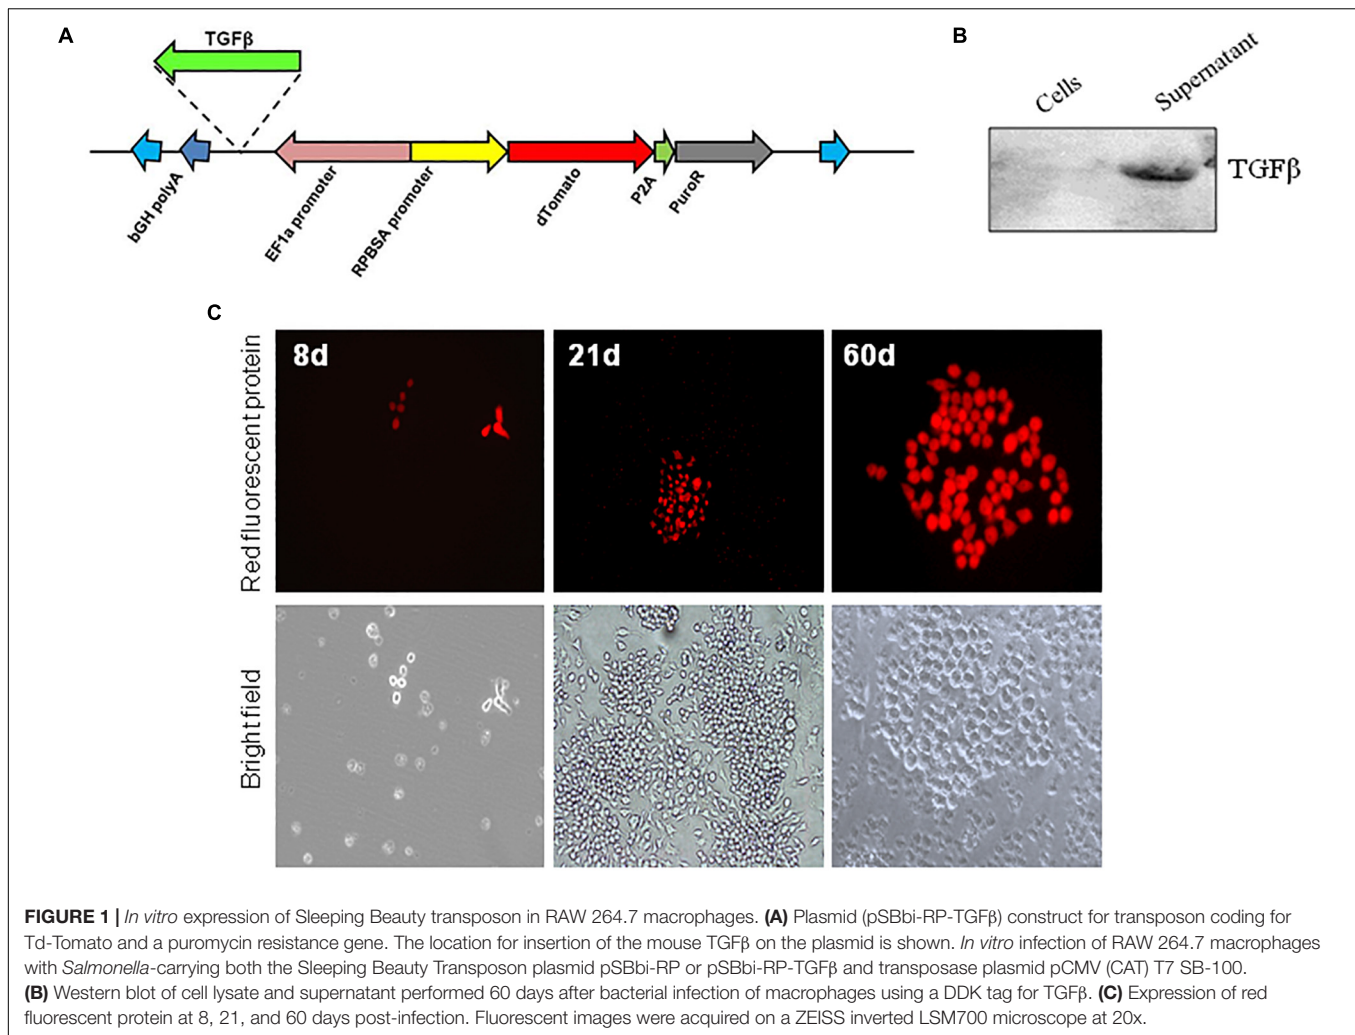 A
TGFβ
bGH polyA
EF1a promoter
RPBSA promoter
dTomato
P2A
PuroR
B
Cells
Supernatant
TGFβ
C
Red fluorescent protein
8d
21d
60d
Bright field
FIGURE 1 | In vitro expression of Sleeping Beauty transposon in RAW 264.7 macrophages. (A) Plasmid (pSBbi-RP-TGFβ) construct for transposon coding for
Td-Tomato and a puromycin resistance gene. The location for insertion of the mouse TGFβ on the plasmid is shown. In vitro infection of RAW 264.7 macrophages
with Salmonella-carrying both the Sleeping Beauty Transposon plasmid pSBbi-RP or pSBbi-RP-TGFβ and transposase plasmid pCMV (CAT) T7 SB-100.
(B) Western blot of cell lysate and supernatant performed 60 days after bacterial infection of macrophages using a DDK tag for TGFβ. (C) Expression of red
fluorescent protein at 8, 21, and 60 days post-infection. Fluorescent images were acquired on a ZEISS inverted LSM700 microscope at 20x.